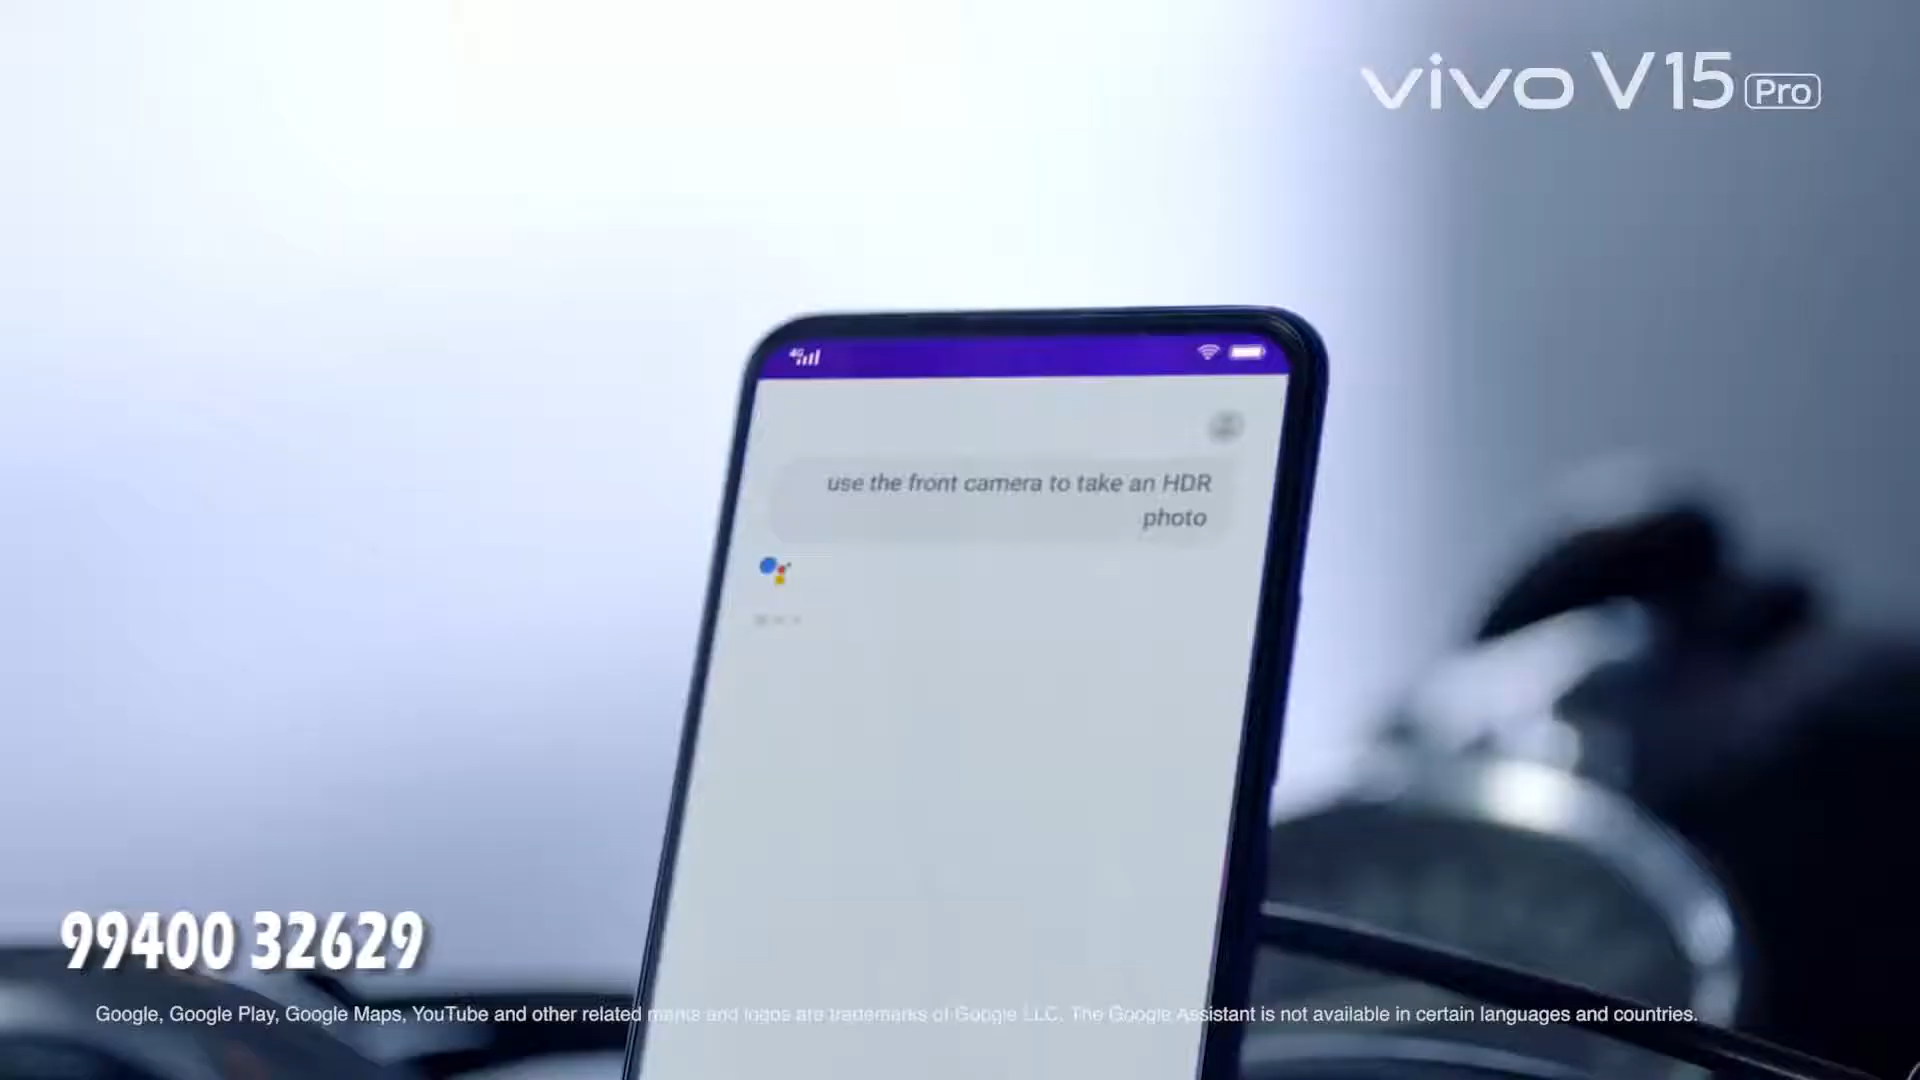 vivo V15 Pro
4G
use the front camera to take an HDR
photo
99400 32629
Google, Google Play, Google Maps, YouTube and other related marks and logos are trademarks of Google LLC. The Google Assistant is not available in certain languages and countries.